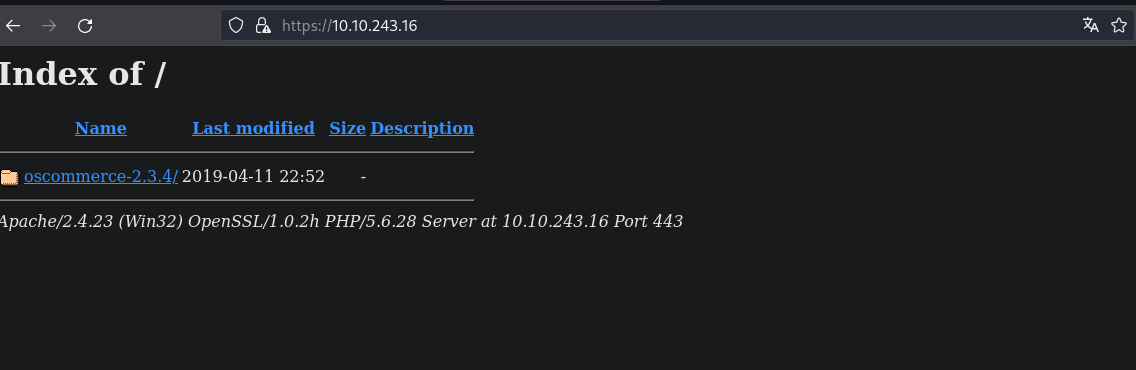 https://10.10.243.16
Index of /
Name Last modified Size Description
oscommerce-2.3.4/ 2019-04-11 22:52 -
Apache/2.4.23 (Win32) OpenSSL/1.0.2h PHP/5.6.28 Server at 10.10.243.16 Port 443